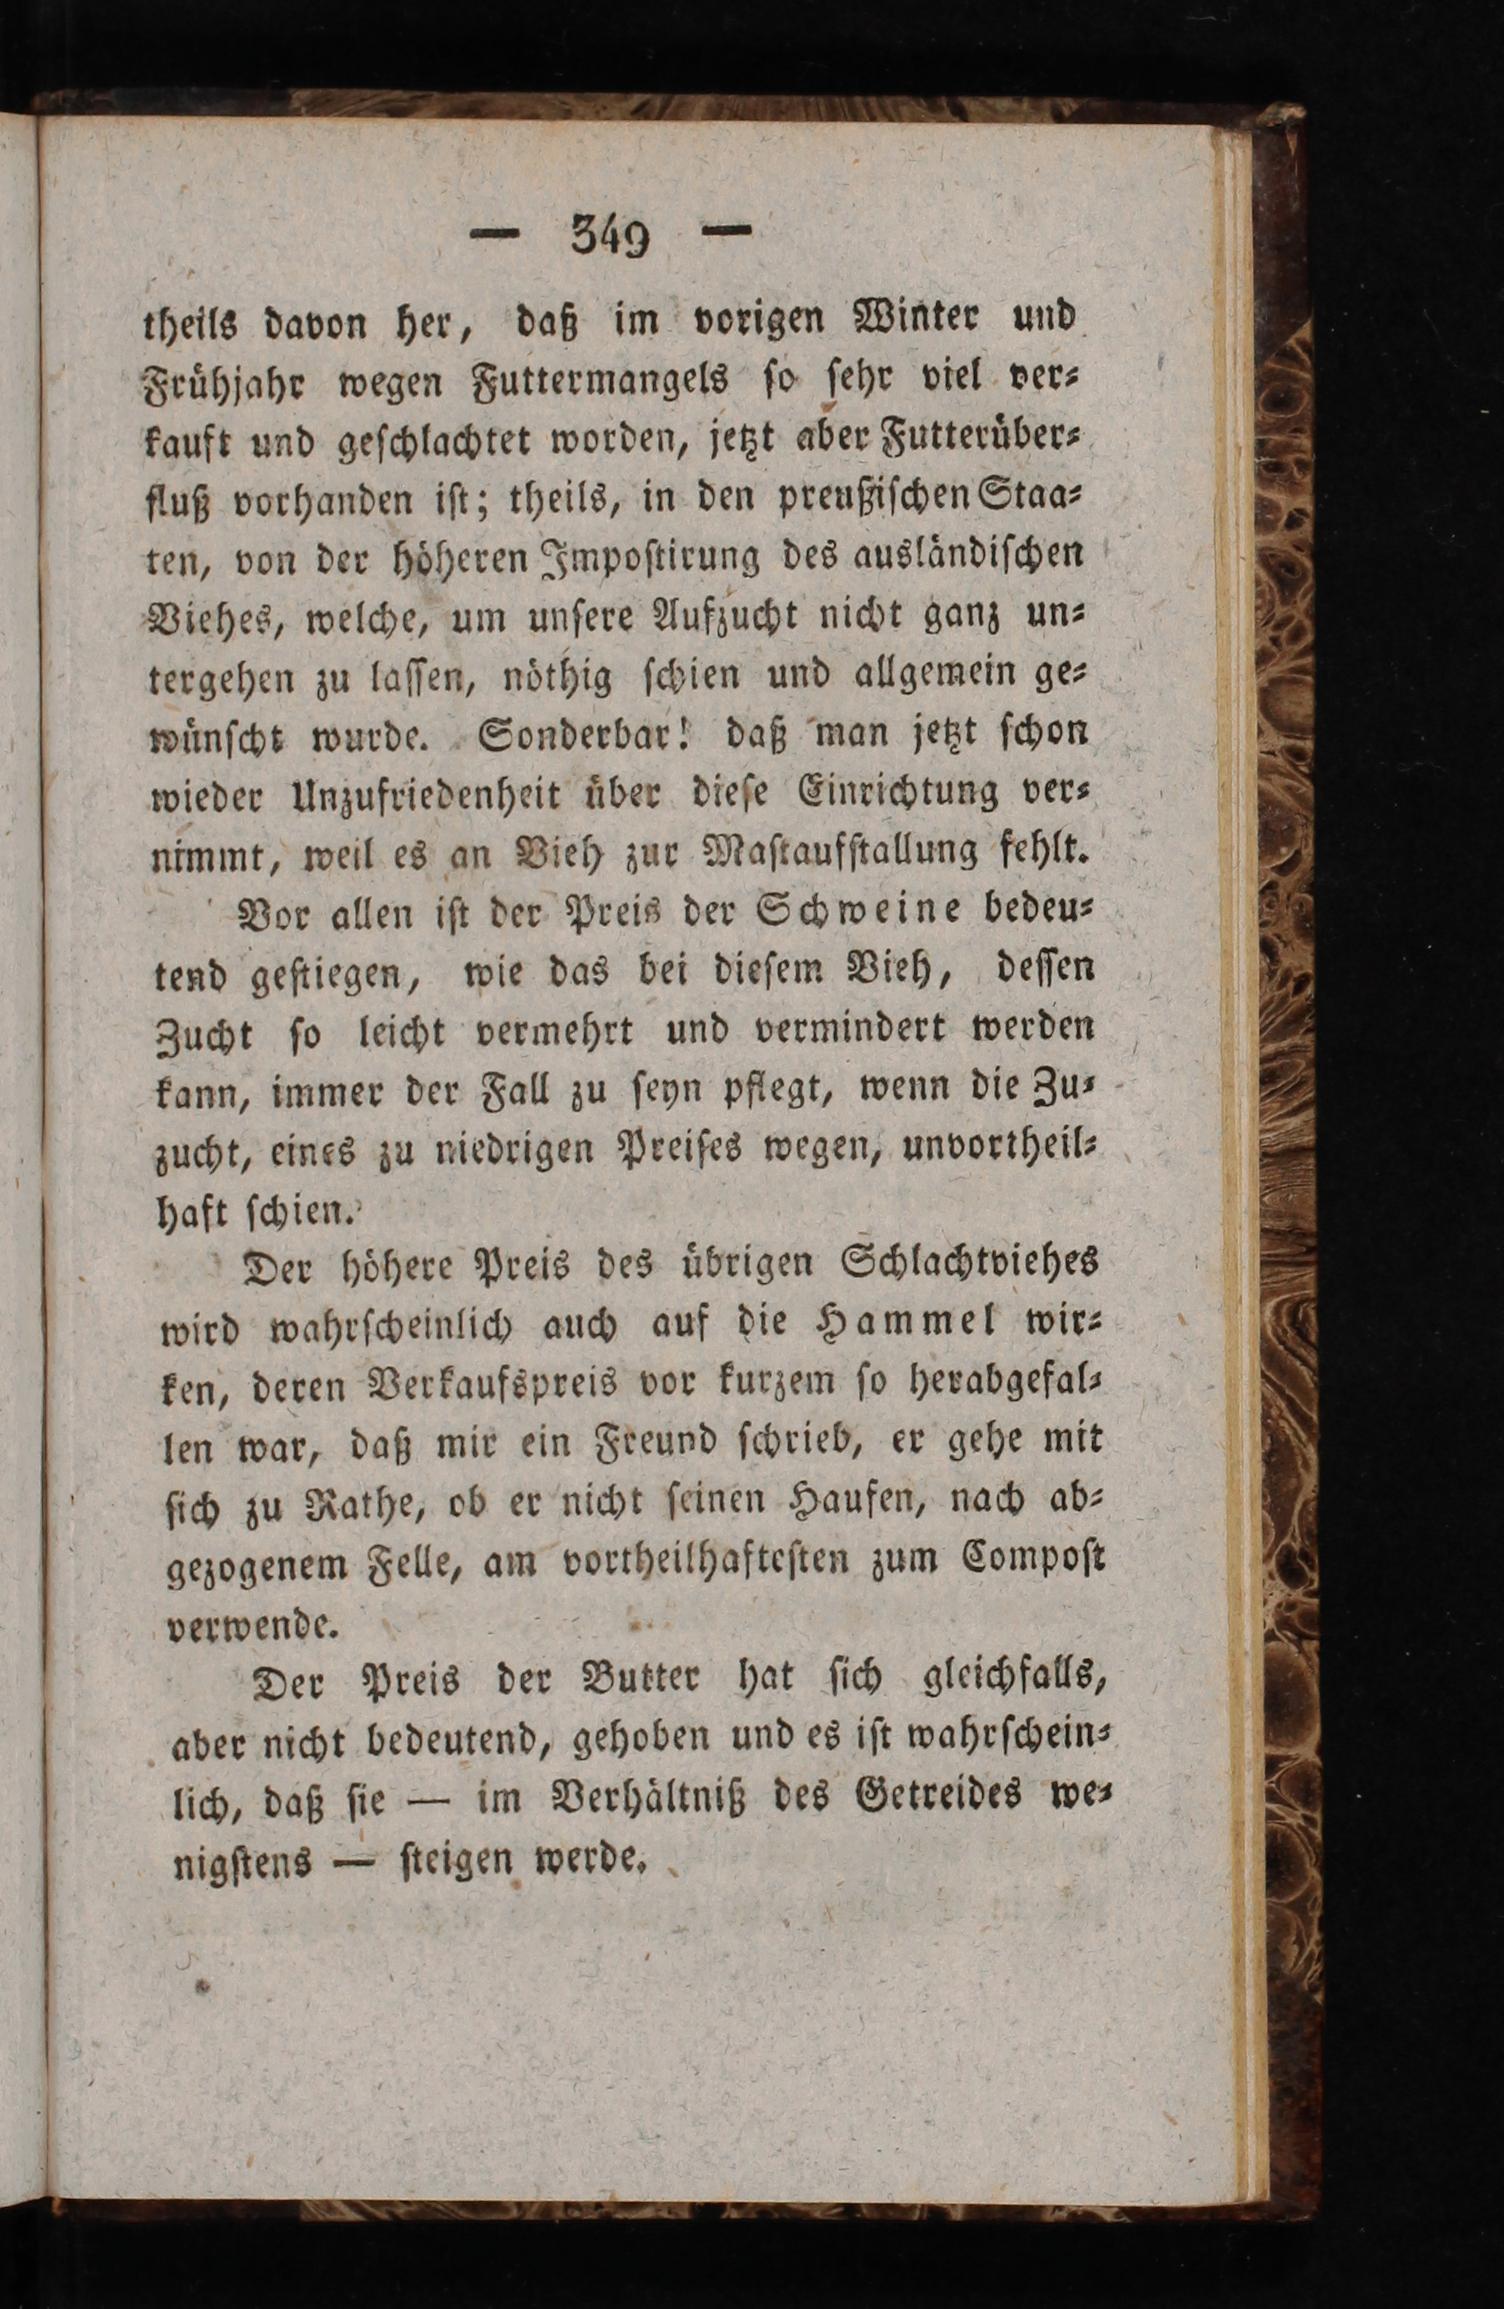 — 349 —
theils davon her, daß im vorigen Winter und
Frühjahr wegen Futtermangels so sehr viel ver-
kauft und geschlachtet worden, jetzt aber Futterüber-
fluß vorhanden ist; theils, in den preußischen Staa-
ten, von der höheren Impostirung des ausländischen
Viehes, welche, um unsere Aufzucht nicht ganz un-
tergehen zu lassen, nöthig schien und allgemein ge-
wünscht wurde. Sonderbar! daß man jetzt schon
wieder Unzufriedenheit über diese Einrichtung ver-
nimmt, weil es an Vieh zur Mastaufstallung fehlt.
Vor allen ist der Preis der Schweine bedeu-
tend gestiegen, wie das bei diesem Vieh, dessen
Zucht so leicht vermehrt und vermindert werden
kann, immer der Fall zu seyn pflegt, wenn die Zu-
zucht, eines zu niedrigen Preises wegen, unvortheil-
haft schien.
Der höhere Preis des übrigen Schlachtviehes
wird wahrscheinlich auch auf die Hammel wir-
ken, deren Verkaufspreis vor kurzem so herabgefal-
len war, daß mir ein Freund schrieb, er gehe mit
sich zu Rathe, ob er nicht seinen Haufen, nach ab-
gezogenem Felle, am vortheilhaftesten zum Compost
verwende.
Der Preis der Butter hat sich gleichfalls,
aber nicht bedeutend, gehoben und es ist wahrschein-
lich, daß sie — im Verhältniß des Getreides we-
nigstens — steigen werde.